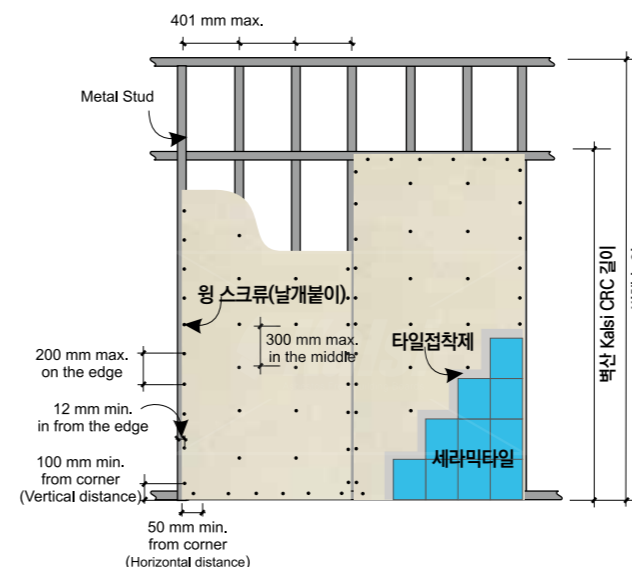 401 mm max.
Metal Stud
윙 스크류(날개붙이)
300 mm max.
in the middle
타일접착제
200 mm max.
on the edge
12 mm min.
in from the edge
세라믹타일
100 mm min.
from corner
(Vertical distance)
50 mm min.
from corner
(Horizontal distance)
벽산 Kalsi CRC 길이